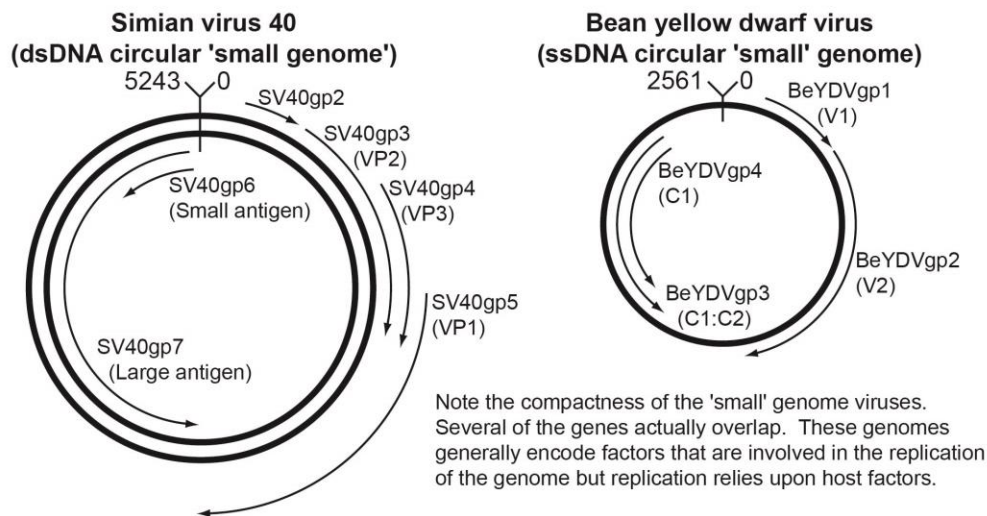 Simian virus 40
(dsDNA circular 'small genome')
5243
0
SV40gp2
SV40gp3
(VP2)
SV40gp4
(VP3)
SV40gp6
(Small antigen)
SV40gp5
(VP1)
SV40gp7
(Large antigen)
Bean yellow dwarf virus
(ssDNA circular 'small' genome)
2561
0
BeYDVgp1
(V1)
BeYDVgp4
(C1)
BeYDVgp2
(V2)
BeYDVgp3
(C1:C2)
Note the compactness of the 'small' genome viruses.
Several of the genes actually overlap. These genomes
generally encode factors that are involved in the replication
of the genome but replication relies upon host factors.